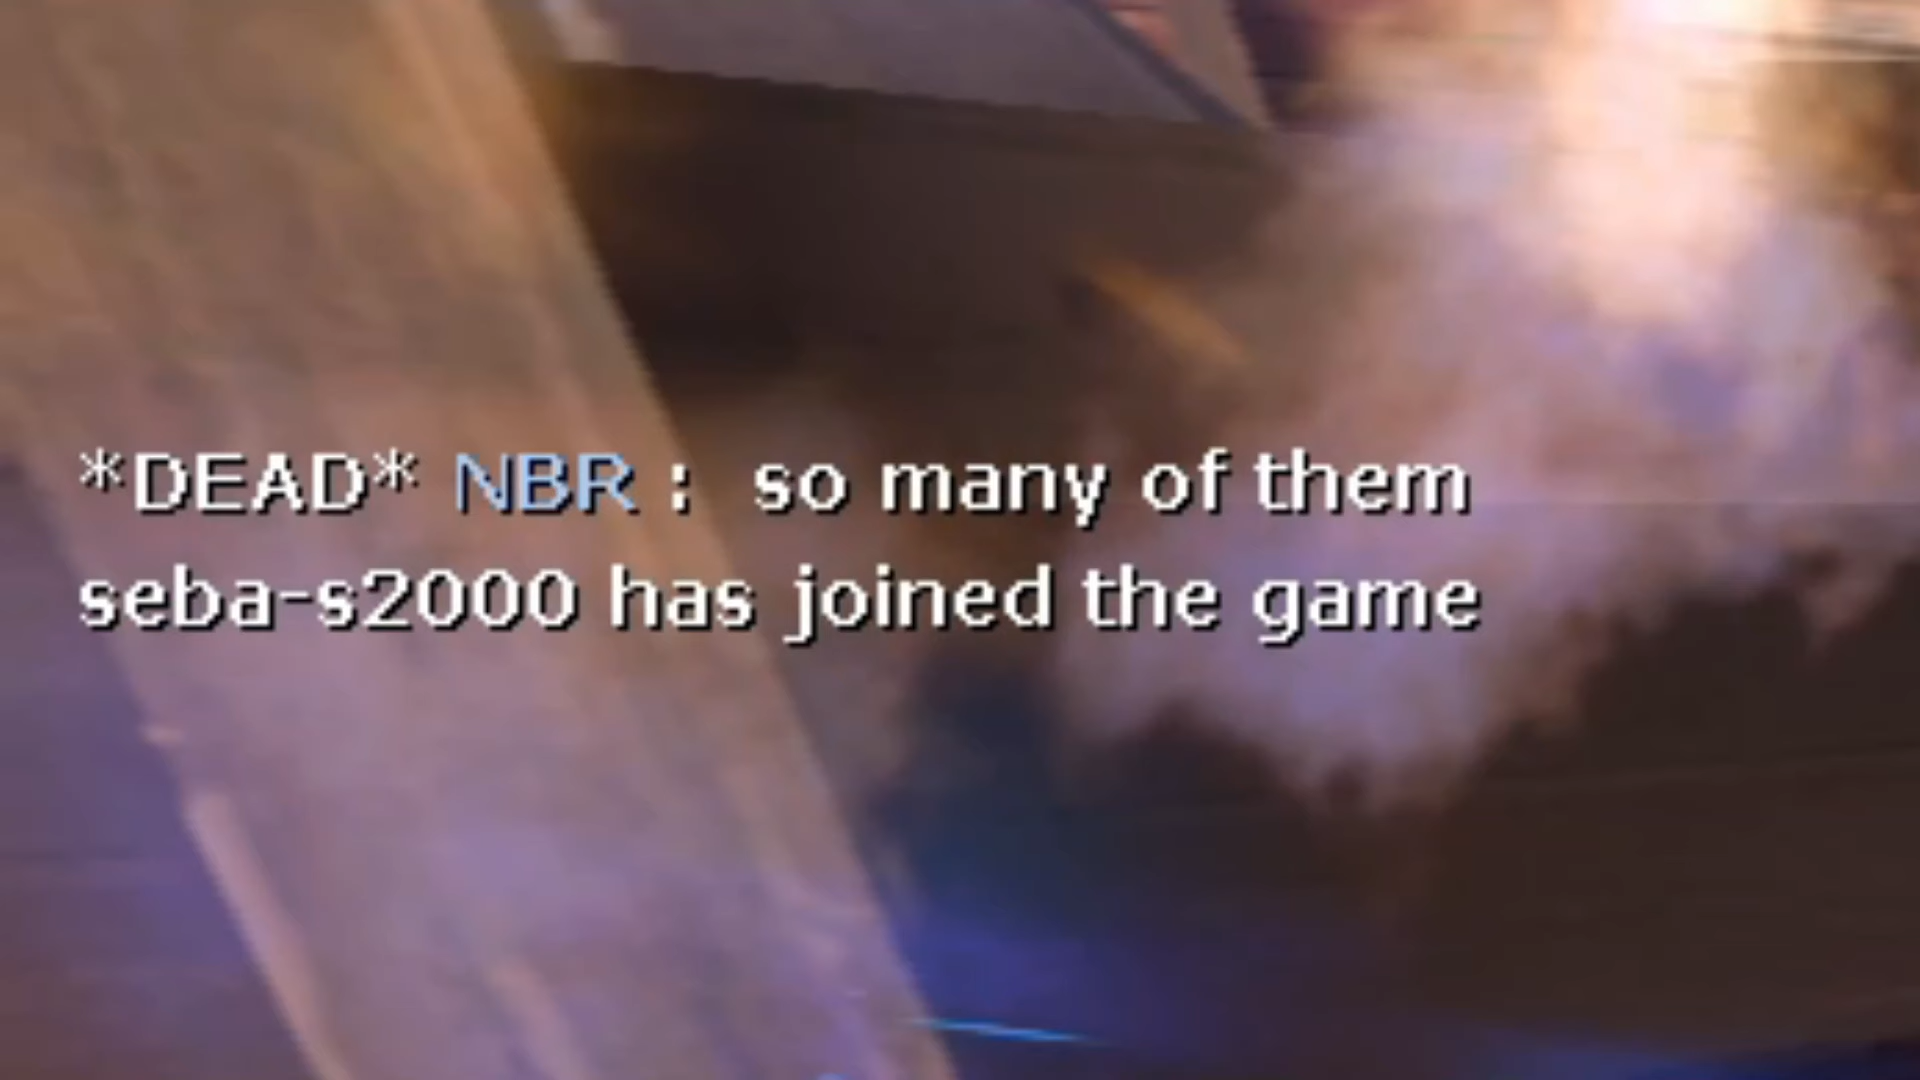 *DEAD* NBR :  so many of them
seba-s2000 has joined the game